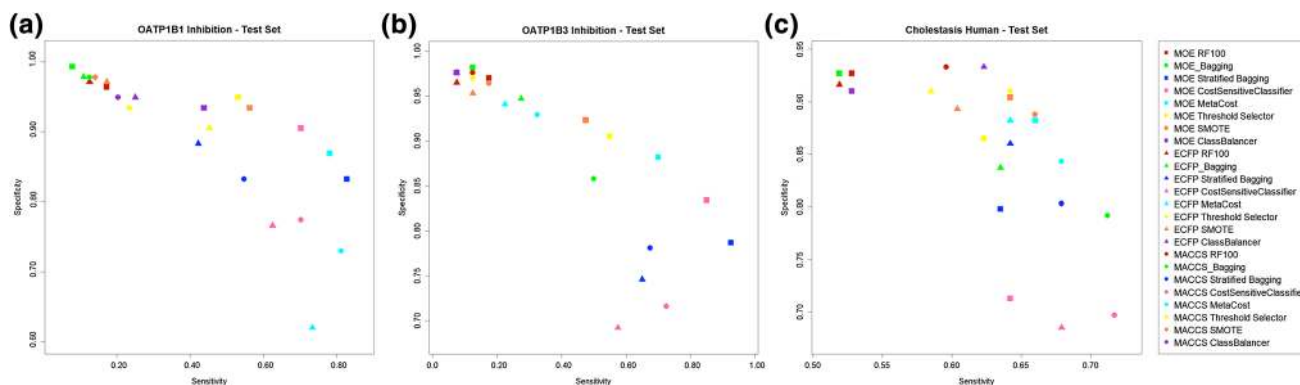 (a)
OATP1B1 Inhibition - Test Set
Specificity
1.00
0.90
0.80
0.70
0.60
0.20
0.40
0.60
0.80
Sensitivity
(b)
OATP1B3 Inhibition - Test Set
Specificity
1.00
0.95
0.90
0.85
0.80
0.75
0.70
0.0
0.20
0.40
0.60
0.80
1.00
Sensitivity
(c)
Cholestasis Human - Test Set
Specificity
0.95
0.90
0.85
0.80
0.75
0.70
0.50
0.55
0.60
0.65
0.70
Sensitivity
MOE RF100
MOE_Bagging
MOE Stratified Bagging
MOE CostSensitiveClassifier
MOE MetaCost
MOE Threshold Selector
MOE SMOTE
MOE ClassBalancer
ECFP RF100
ECFP_Bagging
ECFP Stratified Bagging
ECFP CostSensitiveClassifier
ECFP MetaCost
ECFP Threshold Selector
ECFP SMOTE
ECFP ClassBalancer
MACCS RF100
MACCS_Bagging
MACCS Stratified Bagging
MACCS CostSensitiveClassifie
MACCS MetaCost
MACCS Threshold Selector
MACCS SMOTE
MACCS ClassBalancer